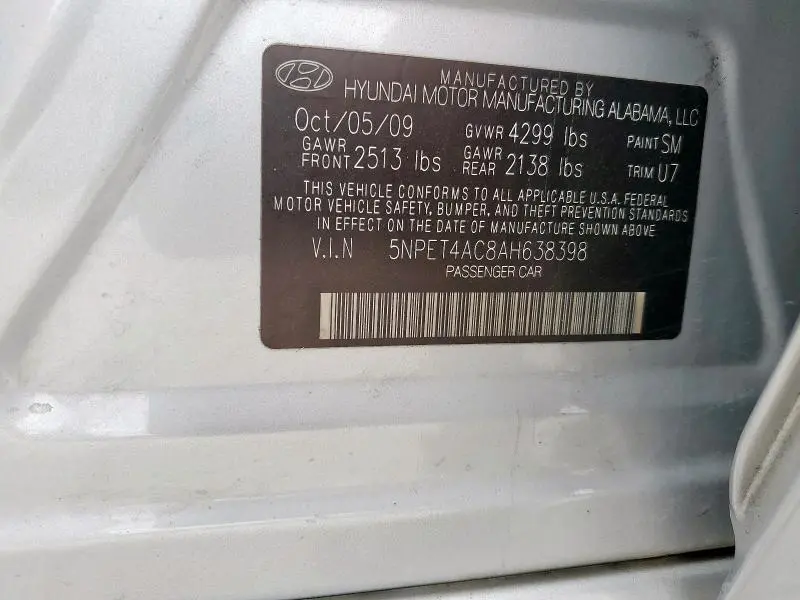 MANUFACTURED BY
HYUNDAI MOTOR MANUFACTURING ALABAMA, LLC
Oct/05/09 GVWR 4299 lbs PAINT SM
GAWR FRONT 2513 lbs GAWR REAR 2138 lbs TRIM U7
THIS VEHICLE CONFORMS TO ALL APPLICABLE U.S.A. FEDERAL
MOTOR VEHICLE SAFETY, BUMPER, AND THEFT PREVENTION STANDARDS
IN EFFECT ON THE DATE OF MANUFACTURE SHOWN ABOVE
V.I.N 5NPET4AC8AH638398
PASSENGER CAR